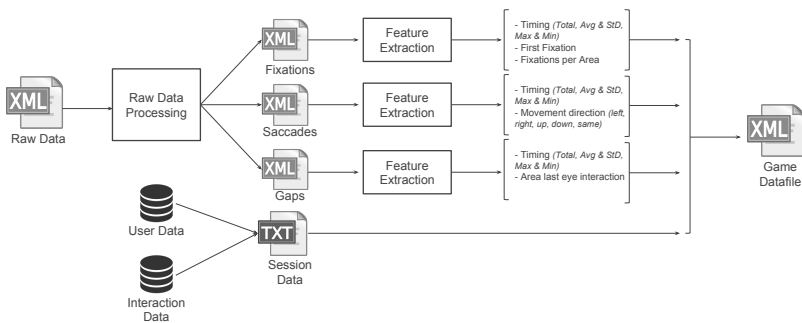 XML
Raw Data
Raw Data
Processing
XML
Fixations
Feature
Extraction
- Timing (Total, Avg & StD,
Max & Min)
- First Fixation
- Fixations per Area
XML
Saccades
Feature
Extraction
- Timing (Total, Avg & StD,
Max & Min)
- Movement direction (left,
right, up, down, same)
XML
Gaps
Feature
Extraction
- Timing (Total, Avg & StD,
Max & Min)
- Area last eye interaction
XML
Game
Datafile
User Data
TXT
Session
Data
Interaction
Data